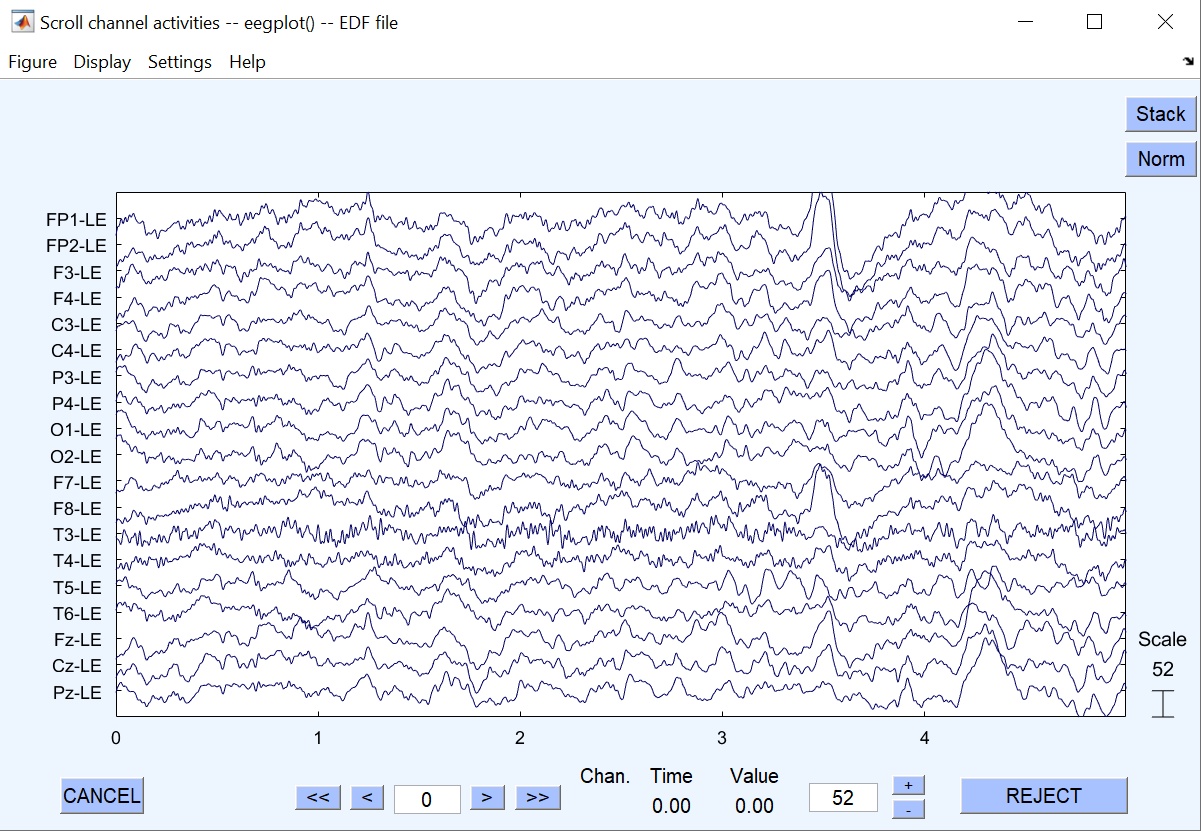 Scroll channel activities -- eegplot() -- EDF file
Figure Display Settings Help
Stack
Norm
FP1-LE
FP2-LE
F3-LE
F4-LE
C3-LE
C4-LE
P3-LE
P4-LE
O1-LE
O2-LE
F7-LE
F8-LE
T3-LE
T4-LE
T5-LE
T6-LE
Fz-LE
Cz-LE
Pz-LE
Scale
52
0 1 2 3 4
Chan. Time Value
CANCEL << < 0 > >> 0.00 0.00 52 + - REJECT